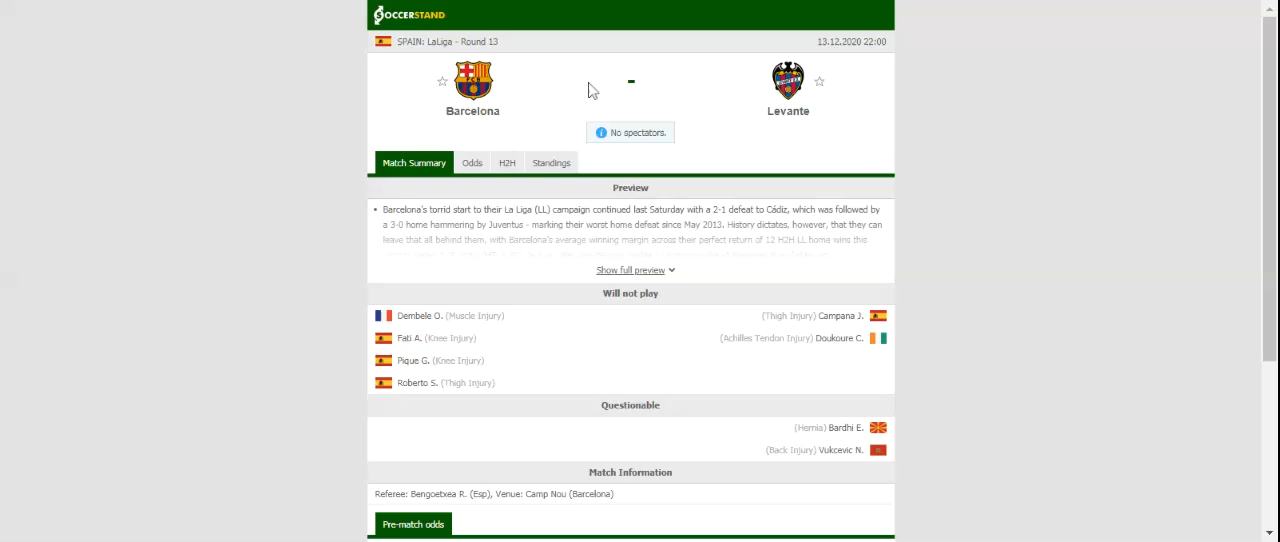 SOCCERSTAND
SPAIN: LaLiga - Round 13
13.12.2020 22:00
Barcelona
-
Levante
No spectators.
Match Summary
Odds
H2H
Standings
Preview
• Barcelona's torrid start to their La Liga (LL) campaign continued last Saturday with a 2-1 defeat to Cádiz, which was followed by
a 3-0 home hammering by Juventus - marking their worst home defeat since May 2013. History dictates, however, that they can
leave that all behind them, with Barcelona's average winning margin across their perfect return of 12 H2H LL home wins this
Show full preview
Will not play
Dembele O. (Muscle Injury)
(Thigh Injury) Campana J.
Fati A. (Knee Injury)
(Achilles Tendon Injury) Doukoure C.
Pique G. (Knee Injury)
Roberto S. (Thigh Injury)
Questionable
(Hernia) Bardhi E.
(Back Injury) Vukcevic N.
Match Information
Referee: Bengoetxea R. (Esp), Venue: Camp Nou (Barcelona)
Pre-match odds